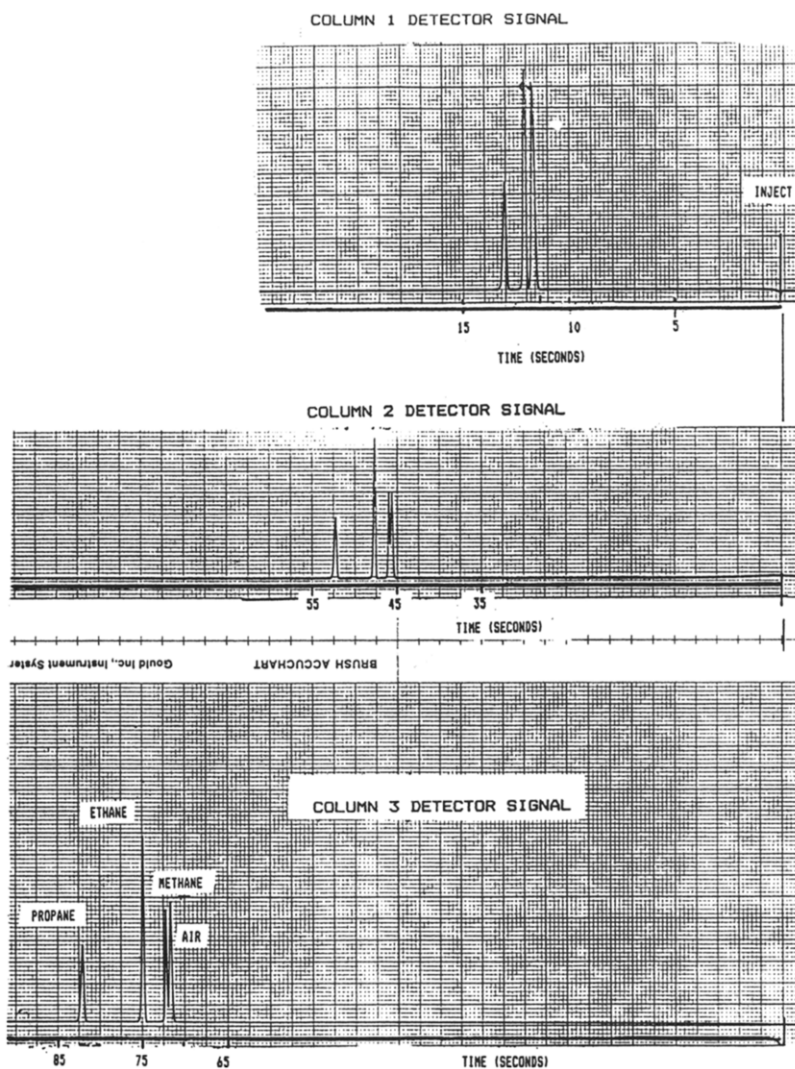 COLUMN 1 DETECTOR SIGNAL
INJECT
15 10 5
TIME (SECONDS)
COLUMN 2 DETECTOR SIGNAL
55 45 35
TIME (SECONDS)
Gould Inc., Instrument System BRUSH ACCUCHART
COLUMN 3 DETECTOR SIGNAL
ETHANE
METHANE
PROPANE
AIR
85 75 65
TIME (SECONDS)